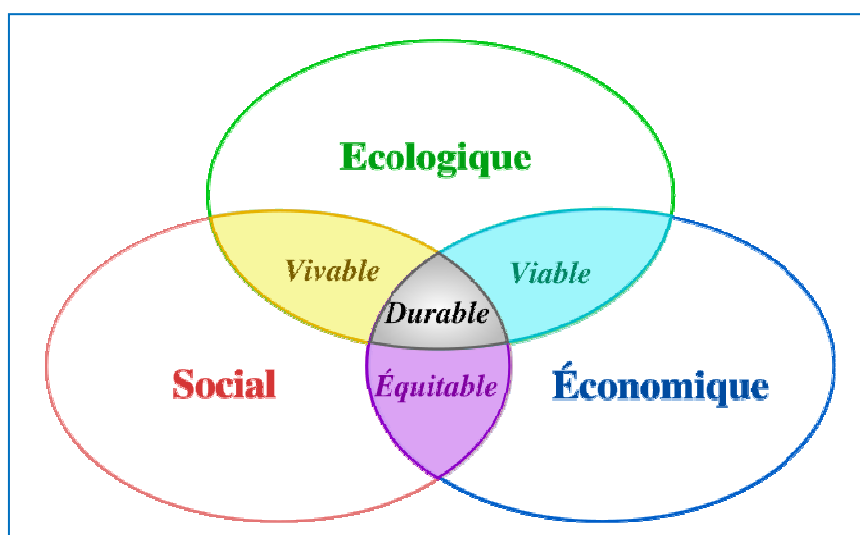 Ecologique
Vivable
Viable
Durable
Social
Équitable
Économique